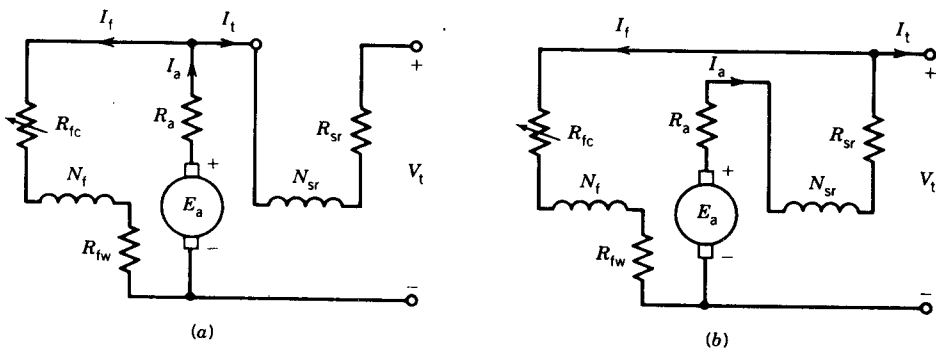 I_f I_t
I_a
R_fc
R_a
R_sr
+
+
N_f
N_sr
V_t
E_a
R_fw
−
−
(a)
I_f I_t
+
I_a
R_fc
R_a
R_sr
+
N_f
N_sr
V_t
E_a
R_fw
−
−
(b)